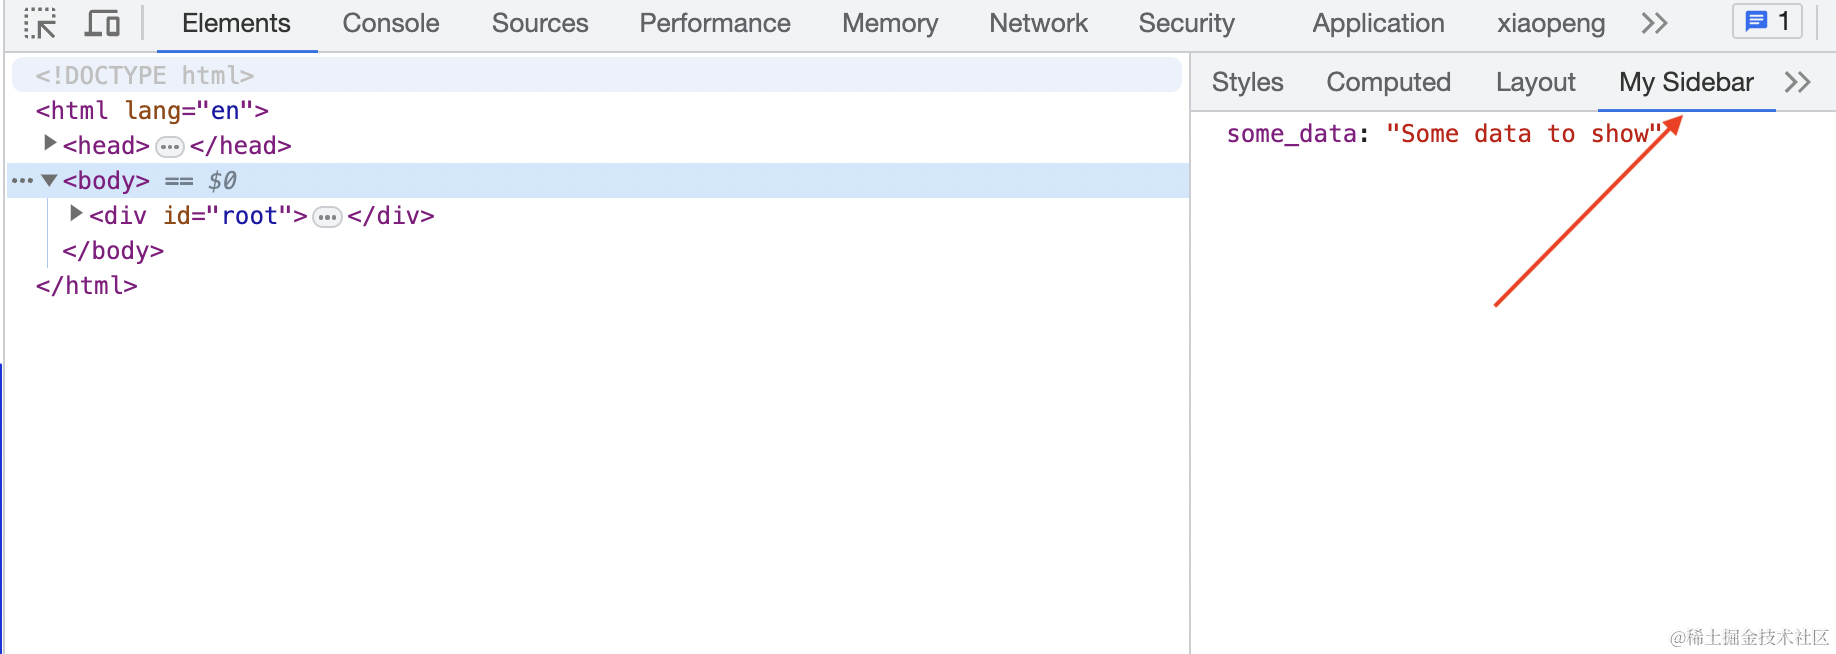 Elements Console Sources Performance Memory Network Security Application xiaopeng 1
Styles Computed Layout My Sidebar
<!DOCTYPE html>
<html lang="en">
<head> ••• </head>
••• <body> == $0
<div id="root"> ••• </div>
</body>
</html>
some_data: "Some data to show"
@稀土掘金技术社区